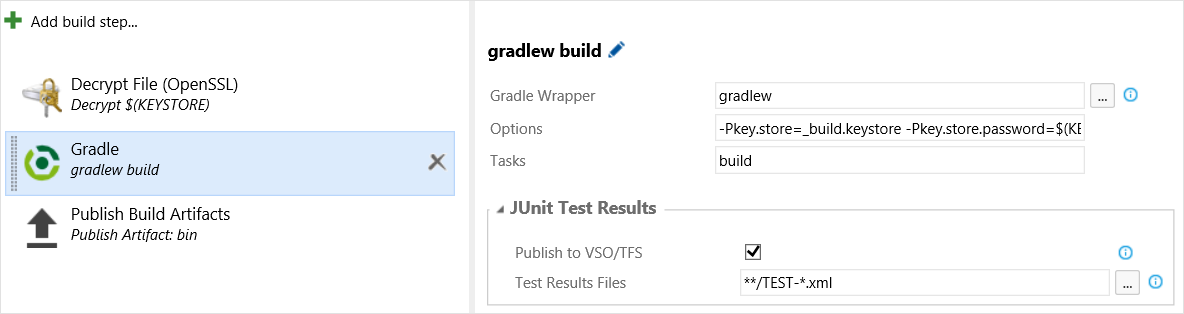 Add build step...
Decrypt File (OpenSSL)
Decrypt $(KEYSTORE)
Gradle
gradlew build
Publish Build Artifacts
Publish Artifact: bin
gradlew build
Gradle Wrapper gradlew ...
Options -Pkey.store=_build.keystore -Pkey.store.password=$(KE
Tasks build
JUnit Test Results
Publish to VSO/TFS
Test Results Files **/TEST-*.xml ...